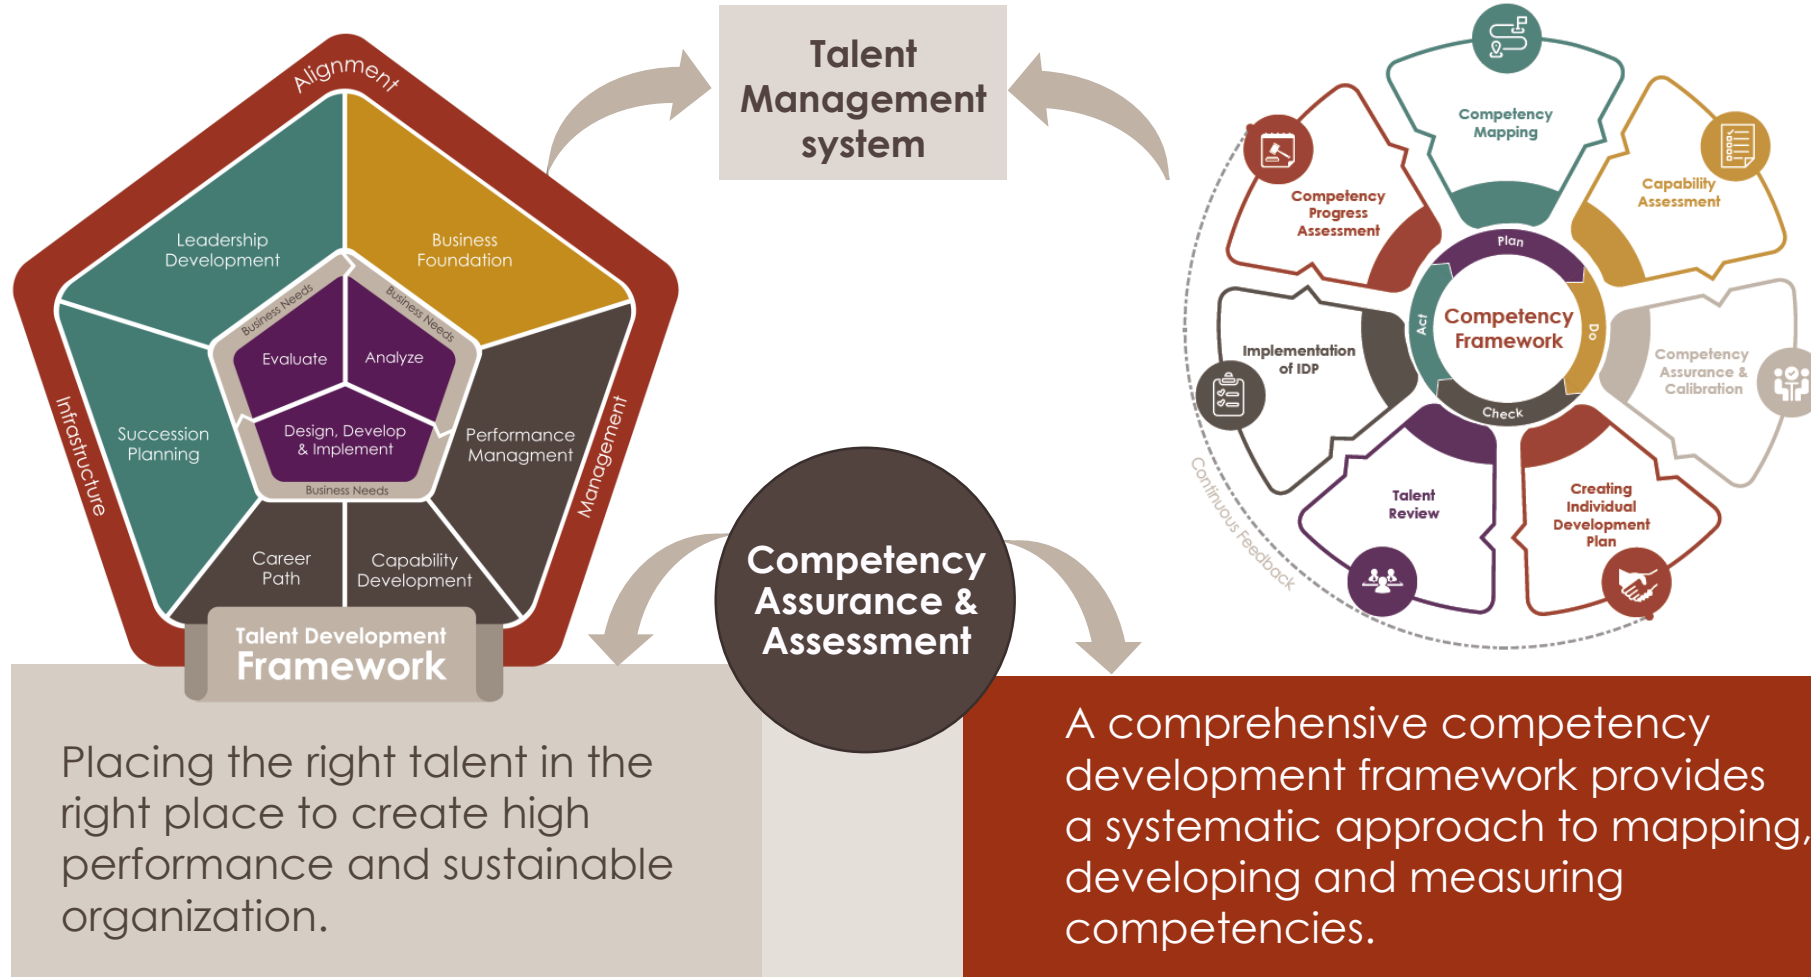 Alignment
Infrastructure
Management
Leadership
Development
Business
Foundation
Succession
Planning
Performance
Managment
Career
Path
Capability
Development
Business Needs
Business Needs
Business Needs
Evaluate
Analyze
Design, Develop
& Implement
Talent Development
Framework
Talent
Management
system
Competency
Mapping
Capability
Assessment
Competency
Assurance &
Calibration
Creating
Individual
Development
Plan
Talent
Review
Implementation
of IDP
Competency
Progress
Assessment
Plan
Do
Check
Act
Competency
Framework
Continuous Feedback
Competency
Assurance &
Assessment
Placing the right talent in the
right place to create high
performance and sustainable
organization.
A comprehensive competency
development framework provides
a systematic approach to mapping,
developing and measuring
competencies.